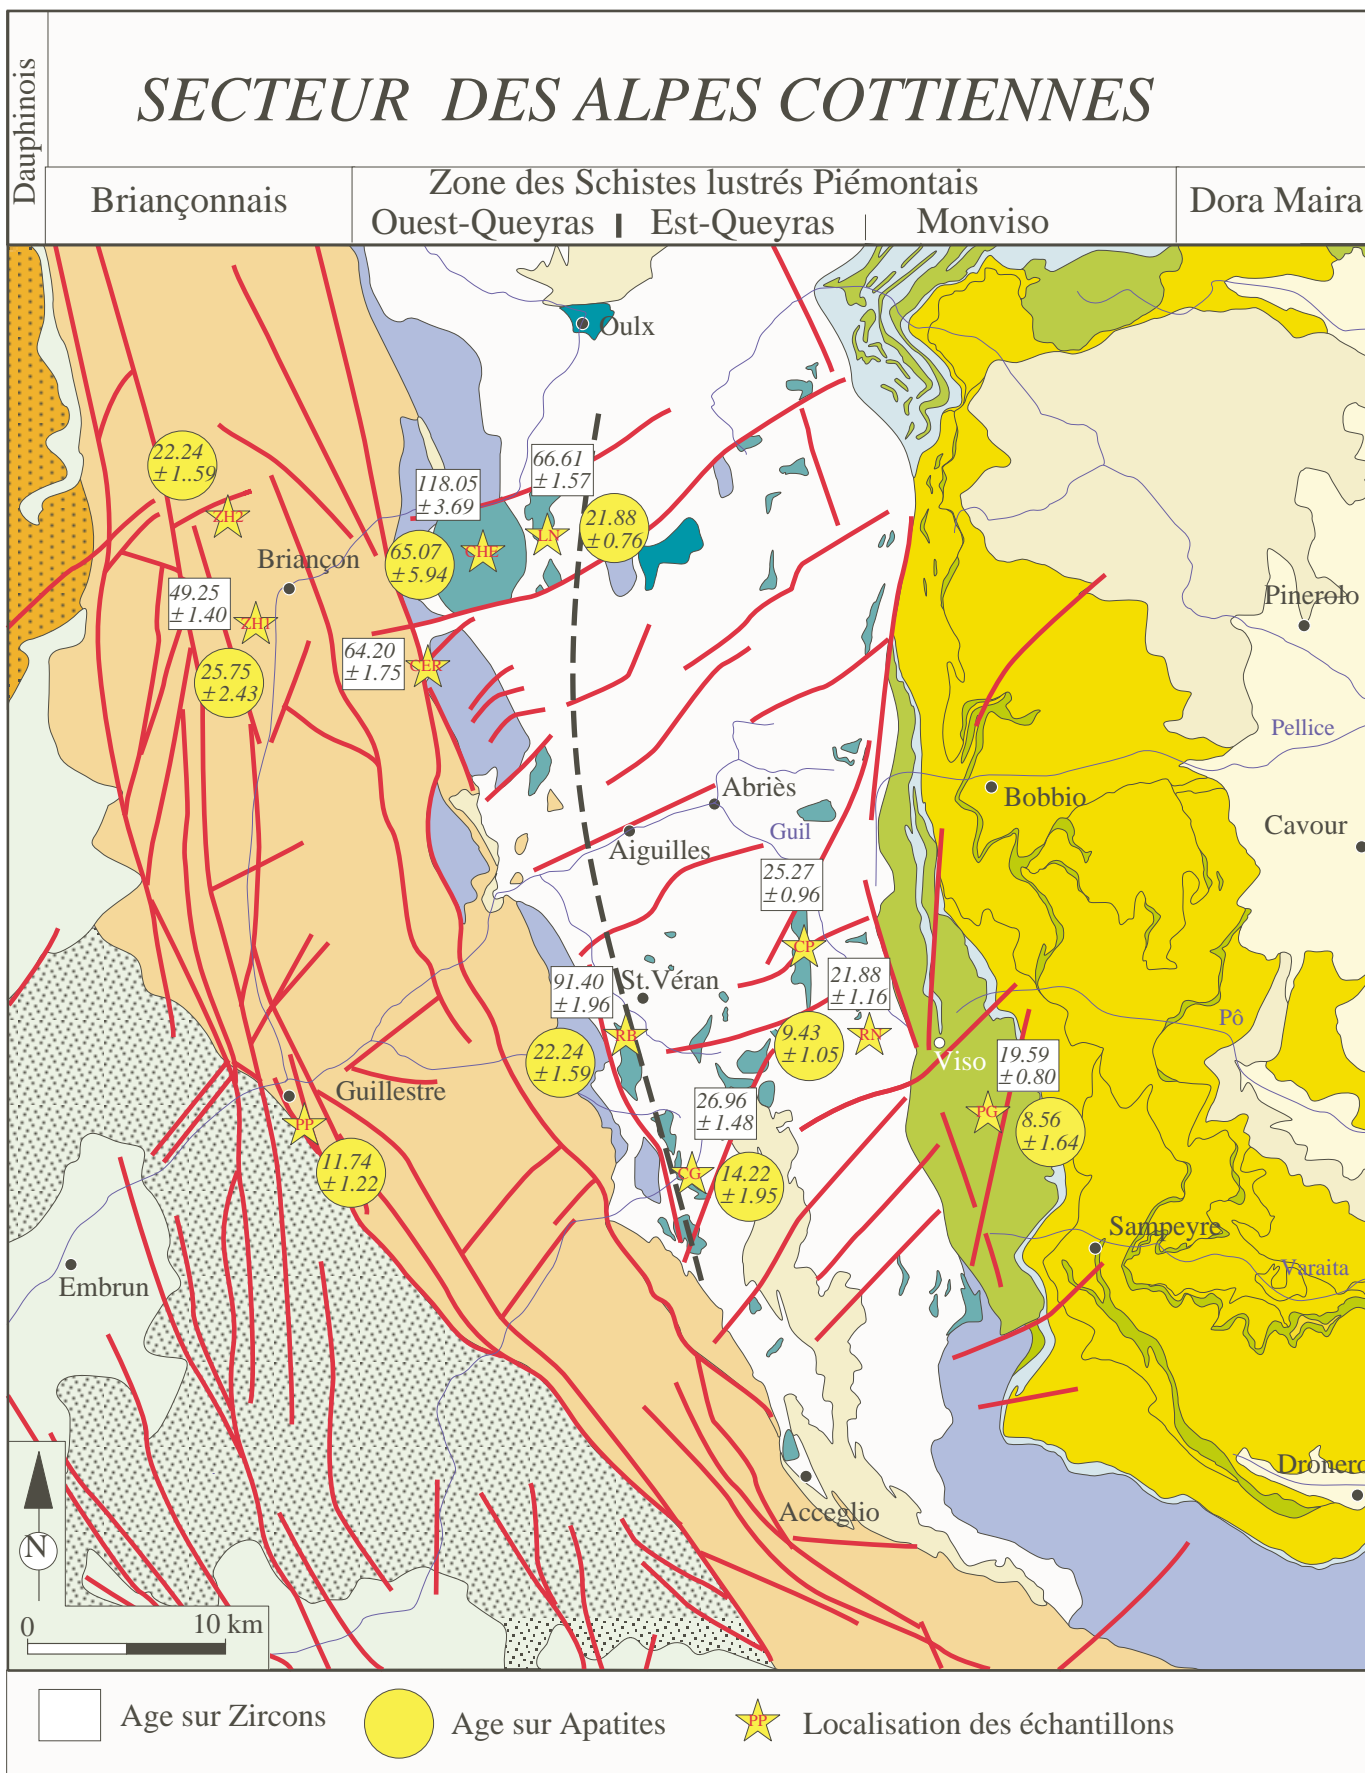 Dauphinois
SECTEUR DES ALPES COTTIENNES
Briançonnais
Zone des Schistes lustrés Piémontais
Ouest-Queyras
Est-Queyras
Monviso
Dora Maira
Oulx
22.24
±1..59
ZH2
118.05
±3.69
66.61
±1.57
LN
21.88
±0.76
CHE
65.07
±5.94
Briançon
49.25
±1.40
ZH1
25.75
±2.43
64.20
±1.75
CER
Pinerolo
Pellice
Abriès
Bobbio
Guil
Aiguilles
Cavour
25.27
±0.96
CP
St.Véran
91.40
±1.96
RB
21.88
±1.16
RN
9.43
±1.05
Pô
Viso
22.24
±1.59
19.59
±0.80
PG
8.56
±1.64
Guillestre
PP
11.74
±1.22
26.96
±1.48
CG
14.22
±1.95
Sampeyre
Varaita
Embrun
Dronero
Acceglio
N
0
10 km
Age sur Zircons
Age sur Apatites
PP
Localisation des échantillons